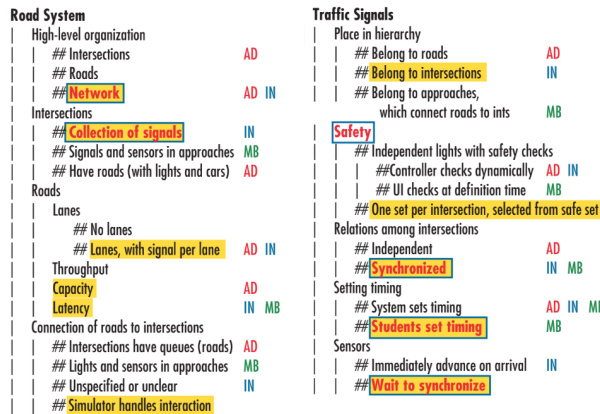 Road System
High-level organization
## Intersections AD
## Roads
## Network AD IN
Intersections
## Collection of signals IN
## Signals and sensors in approaches MB
## Have roads (with lights and cars) AD
Roads
Lanes
## No lanes
## Lanes, with signal per lane AD IN
Throughput
Capacity AD
Latency IN MB
Connection of roads to intersections
## Intersections have queues (roads) AD
## Lights and sensors in approaches MB
## Unspecified or unclear IN
## Simulator handles interaction
Traffic Signals
Place in hierarchy
## Belong to roads AD
## Belong to intersections IN
## Belong to approaches,
which connect roads to ints MB
Safety
## Independent lights with safety checks
##Controller checks dynamically AD IN
## UI checks at definition time MB
## One set per intersection, selected from safe set
Relations among intersections
## Independent AD
## Synchronized IN MB
Setting timing
## System sets timing AD IN
## Students set timing MB
Sensors
## Immediately advance on arrival IN
## Wait to synchronize